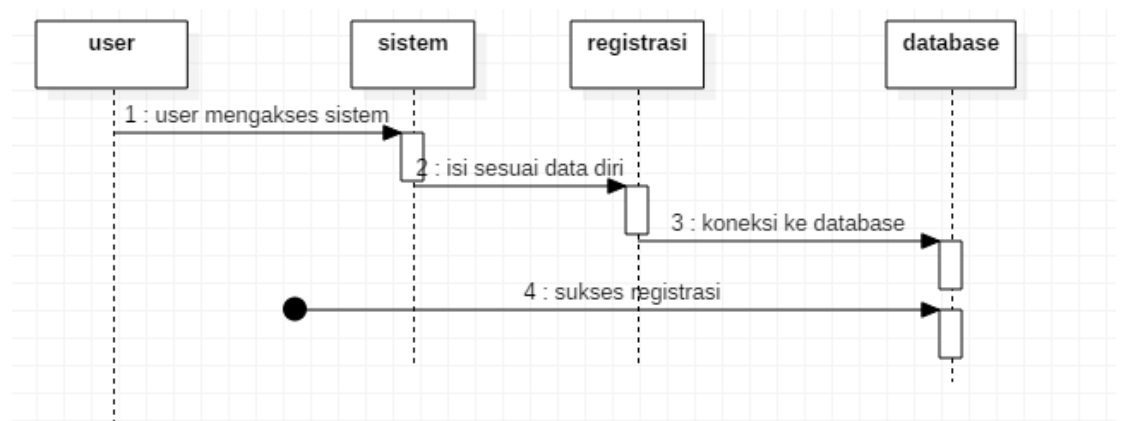 user
sistem
registrasi
database
1 : user mengakses sistem
2 : isi sesuai data diri
3 : koneksi ke database
4 : sukses registrasi